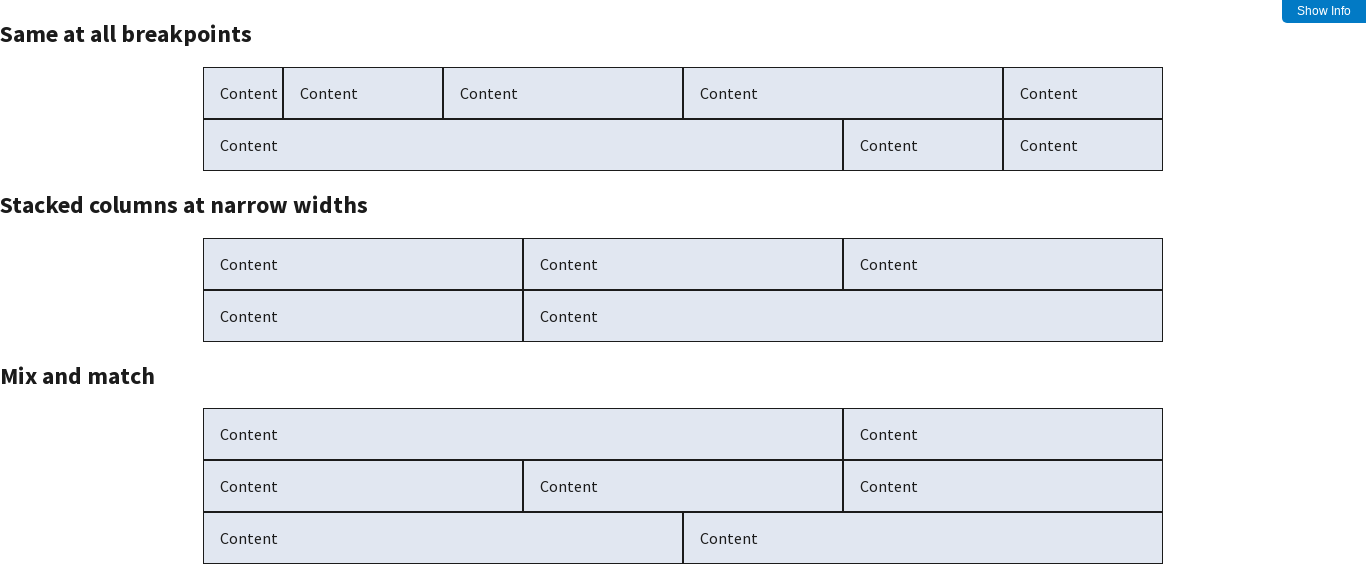 Show Info
Same at all breakpoints
Content Content Content Content Content
Content Content Content
Stacked columns at narrow widths
Content Content Content
Content Content
Mix and match
Content Content
Content Content Content
Content Content